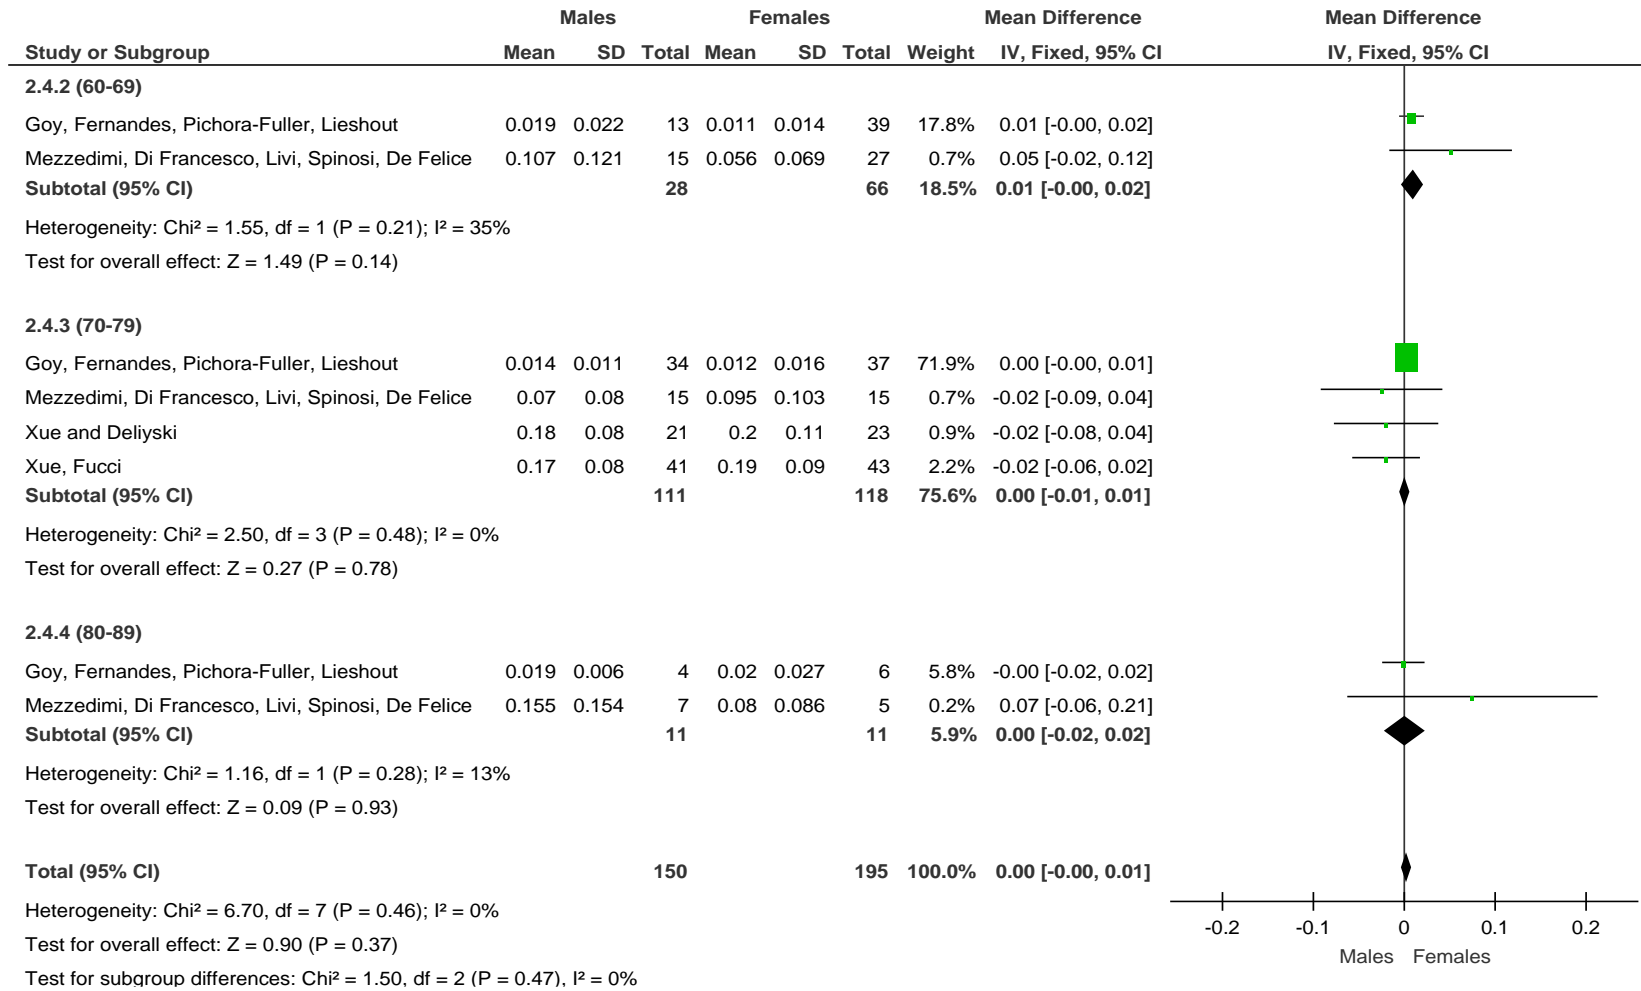 Males Females Mean Difference Mean Difference
Study or Subgroup Mean SD Total Mean SD Total Weight IV, Fixed, 95% CI IV, Fixed, 95% CI
2.4.2 (60-69)
Goy, Fernandes, Pichora-Fuller, Lieshout 0.019 0.022 13 0.011 0.014 39 17.8% 0.01 [-0.00, 0.02]
Mezzedimi, Di Francesco, Livi, Spinosi, De Felice 0.107 0.121 15 0.056 0.069 27 0.7% 0.05 [-0.02, 0.12]
Subtotal (95% CI) 28 66 18.5% 0.01 [-0.00, 0.02]
Heterogeneity: Chi² = 1.55, df = 1 (P = 0.21); I² = 35%
Test for overall effect: Z = 1.49 (P = 0.14)
2.4.3 (70-79)
Goy, Fernandes, Pichora-Fuller, Lieshout 0.014 0.011 34 0.012 0.016 37 71.9% 0.00 [-0.00, 0.01]
Mezzedimi, Di Francesco, Livi, Spinosi, De Felice 0.07 0.08 15 0.095 0.103 15 0.7% -0.02 [-0.09, 0.04]
Xue and Deliyski 0.18 0.08 21 0.2 0.11 23 0.9% -0.02 [-0.08, 0.04]
Xue, Fucci 0.17 0.08 41 0.19 0.09 43 2.2% -0.02 [-0.06, 0.02]
Subtotal (95% CI) 111 118 75.6% 0.00 [-0.01, 0.01]
Heterogeneity: Chi² = 2.50, df = 3 (P = 0.48); I² = 0%
Test for overall effect: Z = 0.27 (P = 0.78)
2.4.4 (80-89)
Goy, Fernandes, Pichora-Fuller, Lieshout 0.019 0.006 4 0.02 0.027 6 5.8% -0.00 [-0.02, 0.02]
Mezzedimi, Di Francesco, Livi, Spinosi, De Felice 0.155 0.154 7 0.08 0.086 5 0.2% 0.07 [-0.06, 0.21]
Subtotal (95% CI) 11 11 5.9% 0.00 [-0.02, 0.02]
Heterogeneity: Chi² = 1.16, df = 1 (P = 0.28); I² = 13%
Test for overall effect: Z = 0.09 (P = 0.93)
Total (95% CI) 150 195 100.0% 0.00 [-0.00, 0.01]
Heterogeneity: Chi² = 6.70, df = 7 (P = 0.46); I² = 0%
Test for overall effect: Z = 0.90 (P = 0.37)
Test for subgroup differences: Chi² = 1.50, df = 2 (P = 0.47), I² = 0%
-0.2 -0.1 0 0.1 0.2
Males Females